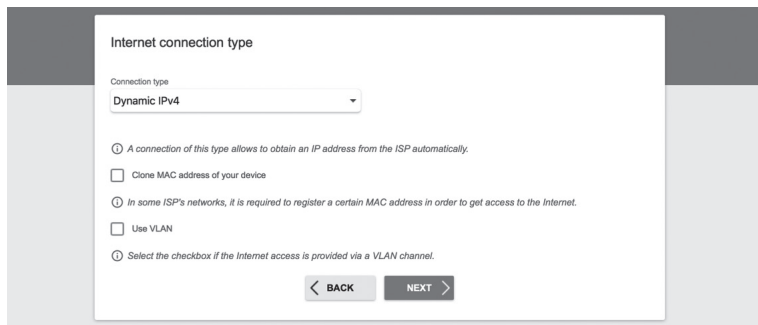 Internet connection type
Connection type
Dynamic IPv4
A connection of this type allows to obtain an IP address from the ISP automatically.
Clone MAC address of your device
In some ISP's networks, it is required to register a certain MAC address in order to get access to the Internet.
Use VLAN
Select the checkbox if the Internet access is provided via a VLAN channel.
BACK NEXT